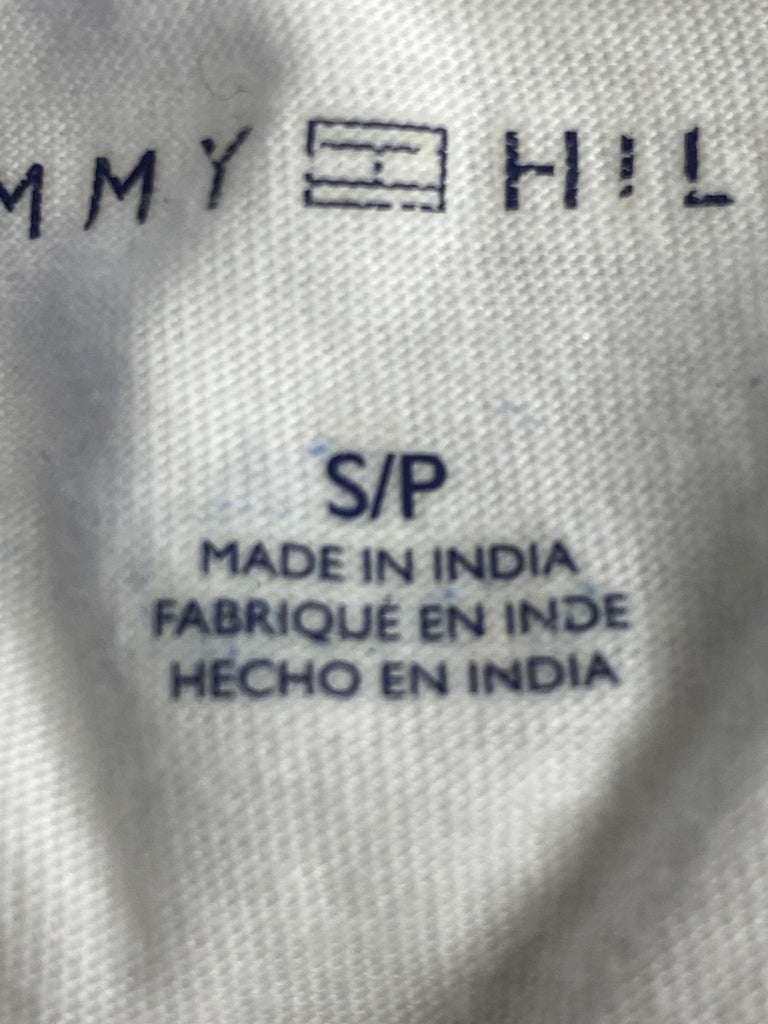 MMY HIL
S/P
MADE IN INDIA
FABRIQUÉ EN INDE
HECHO EN INDIA